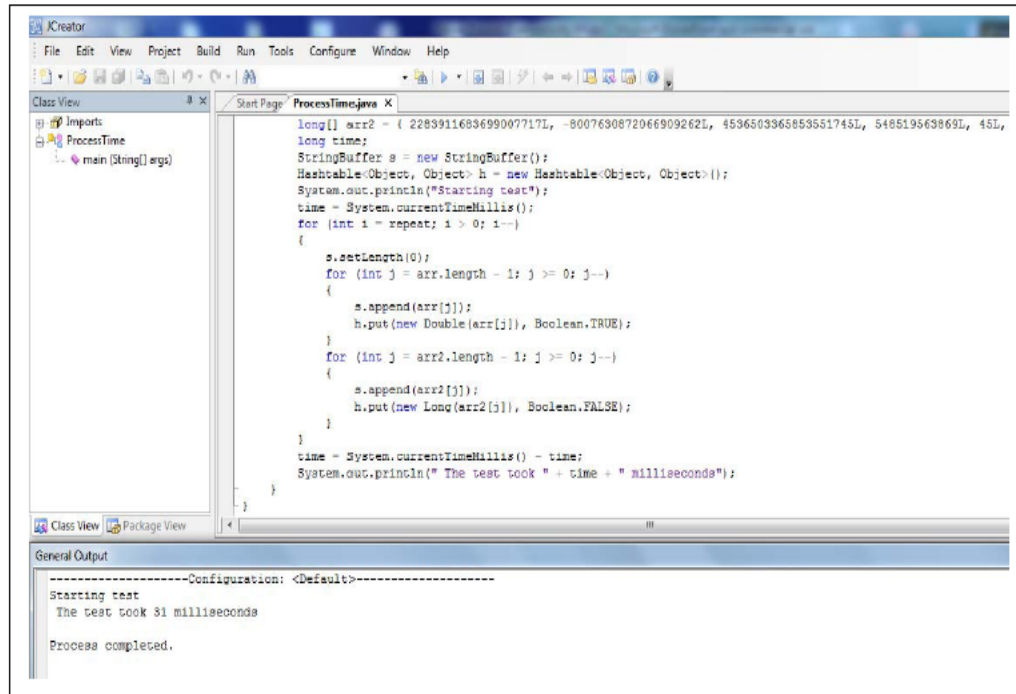 JCreator
File Edit View Project Build Run Tools Configure Window Help
Class View
Imports
ProcessTime
main (String[] args)
Start Page ProcessTime.java X
long[] arr2 = { 2283911683699007717L, -8007630872066909262L, 4536503365853551745L, 548519563869L, 45L,
long time;
StringBuffer s = new StringBuffer();
Hashtable<Object, Object> h = new Hashtable<Object, Object>();
System.out.println("Starting test");
time = System.currentTimeMillis();
for (int i = repeat; i > 0; i--)
{
s.setLength(0);
for (int j = arr.length - 1; j >= 0; j--)
{
s.append(arr[j]);
h.put(new Double(arr[j]), Boolean.TRUE);
}
for (int j = arr2.length - 1; j >= 0; j--)
{
s.append(arr2[j]);
h.put(new Long(arr2[j]), Boolean.FALSE);
}
}
time = System.currentTimeMillis() - time;
System.out.println(" The test took " + time + " milliseconds");
}
}
Class View Package View
General Output
--------------------Configuration: <Default>--------------------
Starting test
The test took 31 milliseconds
Process completed.